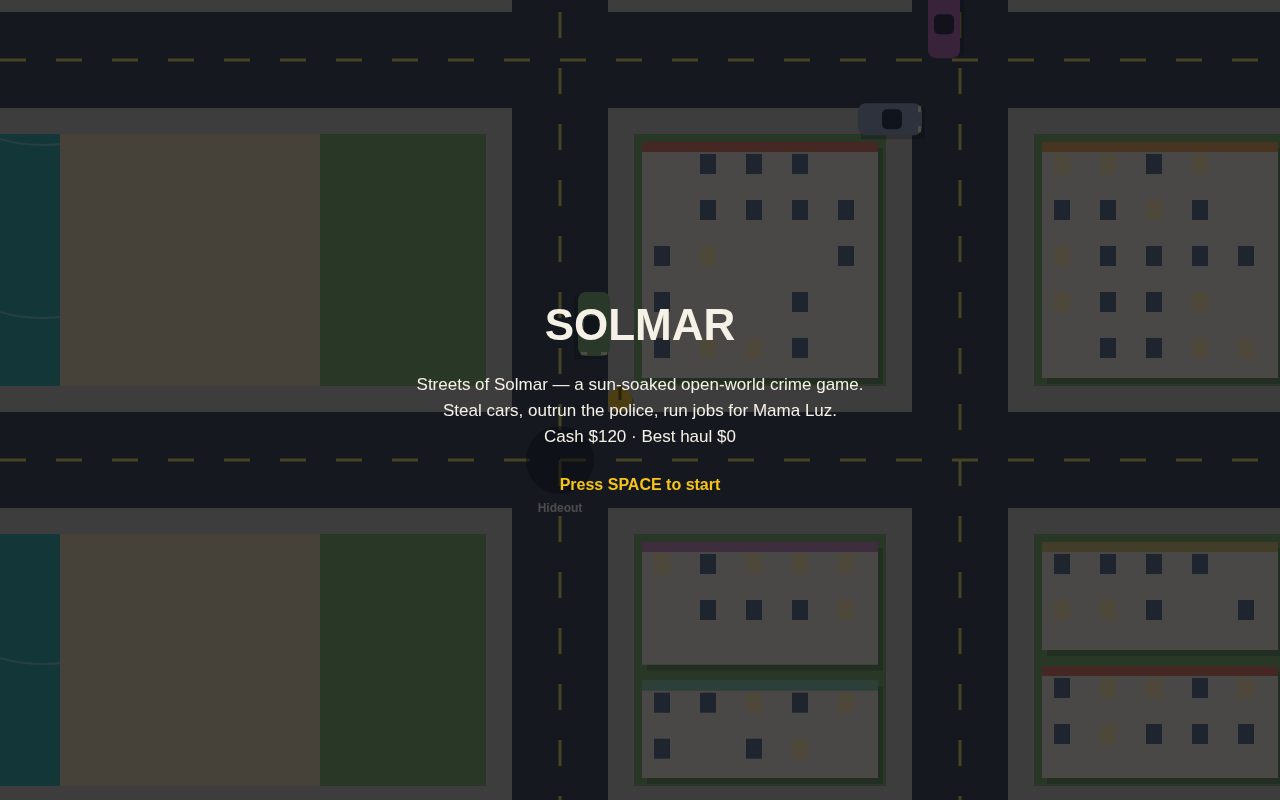 SOLMAR
Streets of Solmar — a sun-soaked open-world crime game.
Steal cars, outrun the police, run jobs for Mama Luz.
Cash $120 · Best haul $0
Press SPACE to start
Hideout